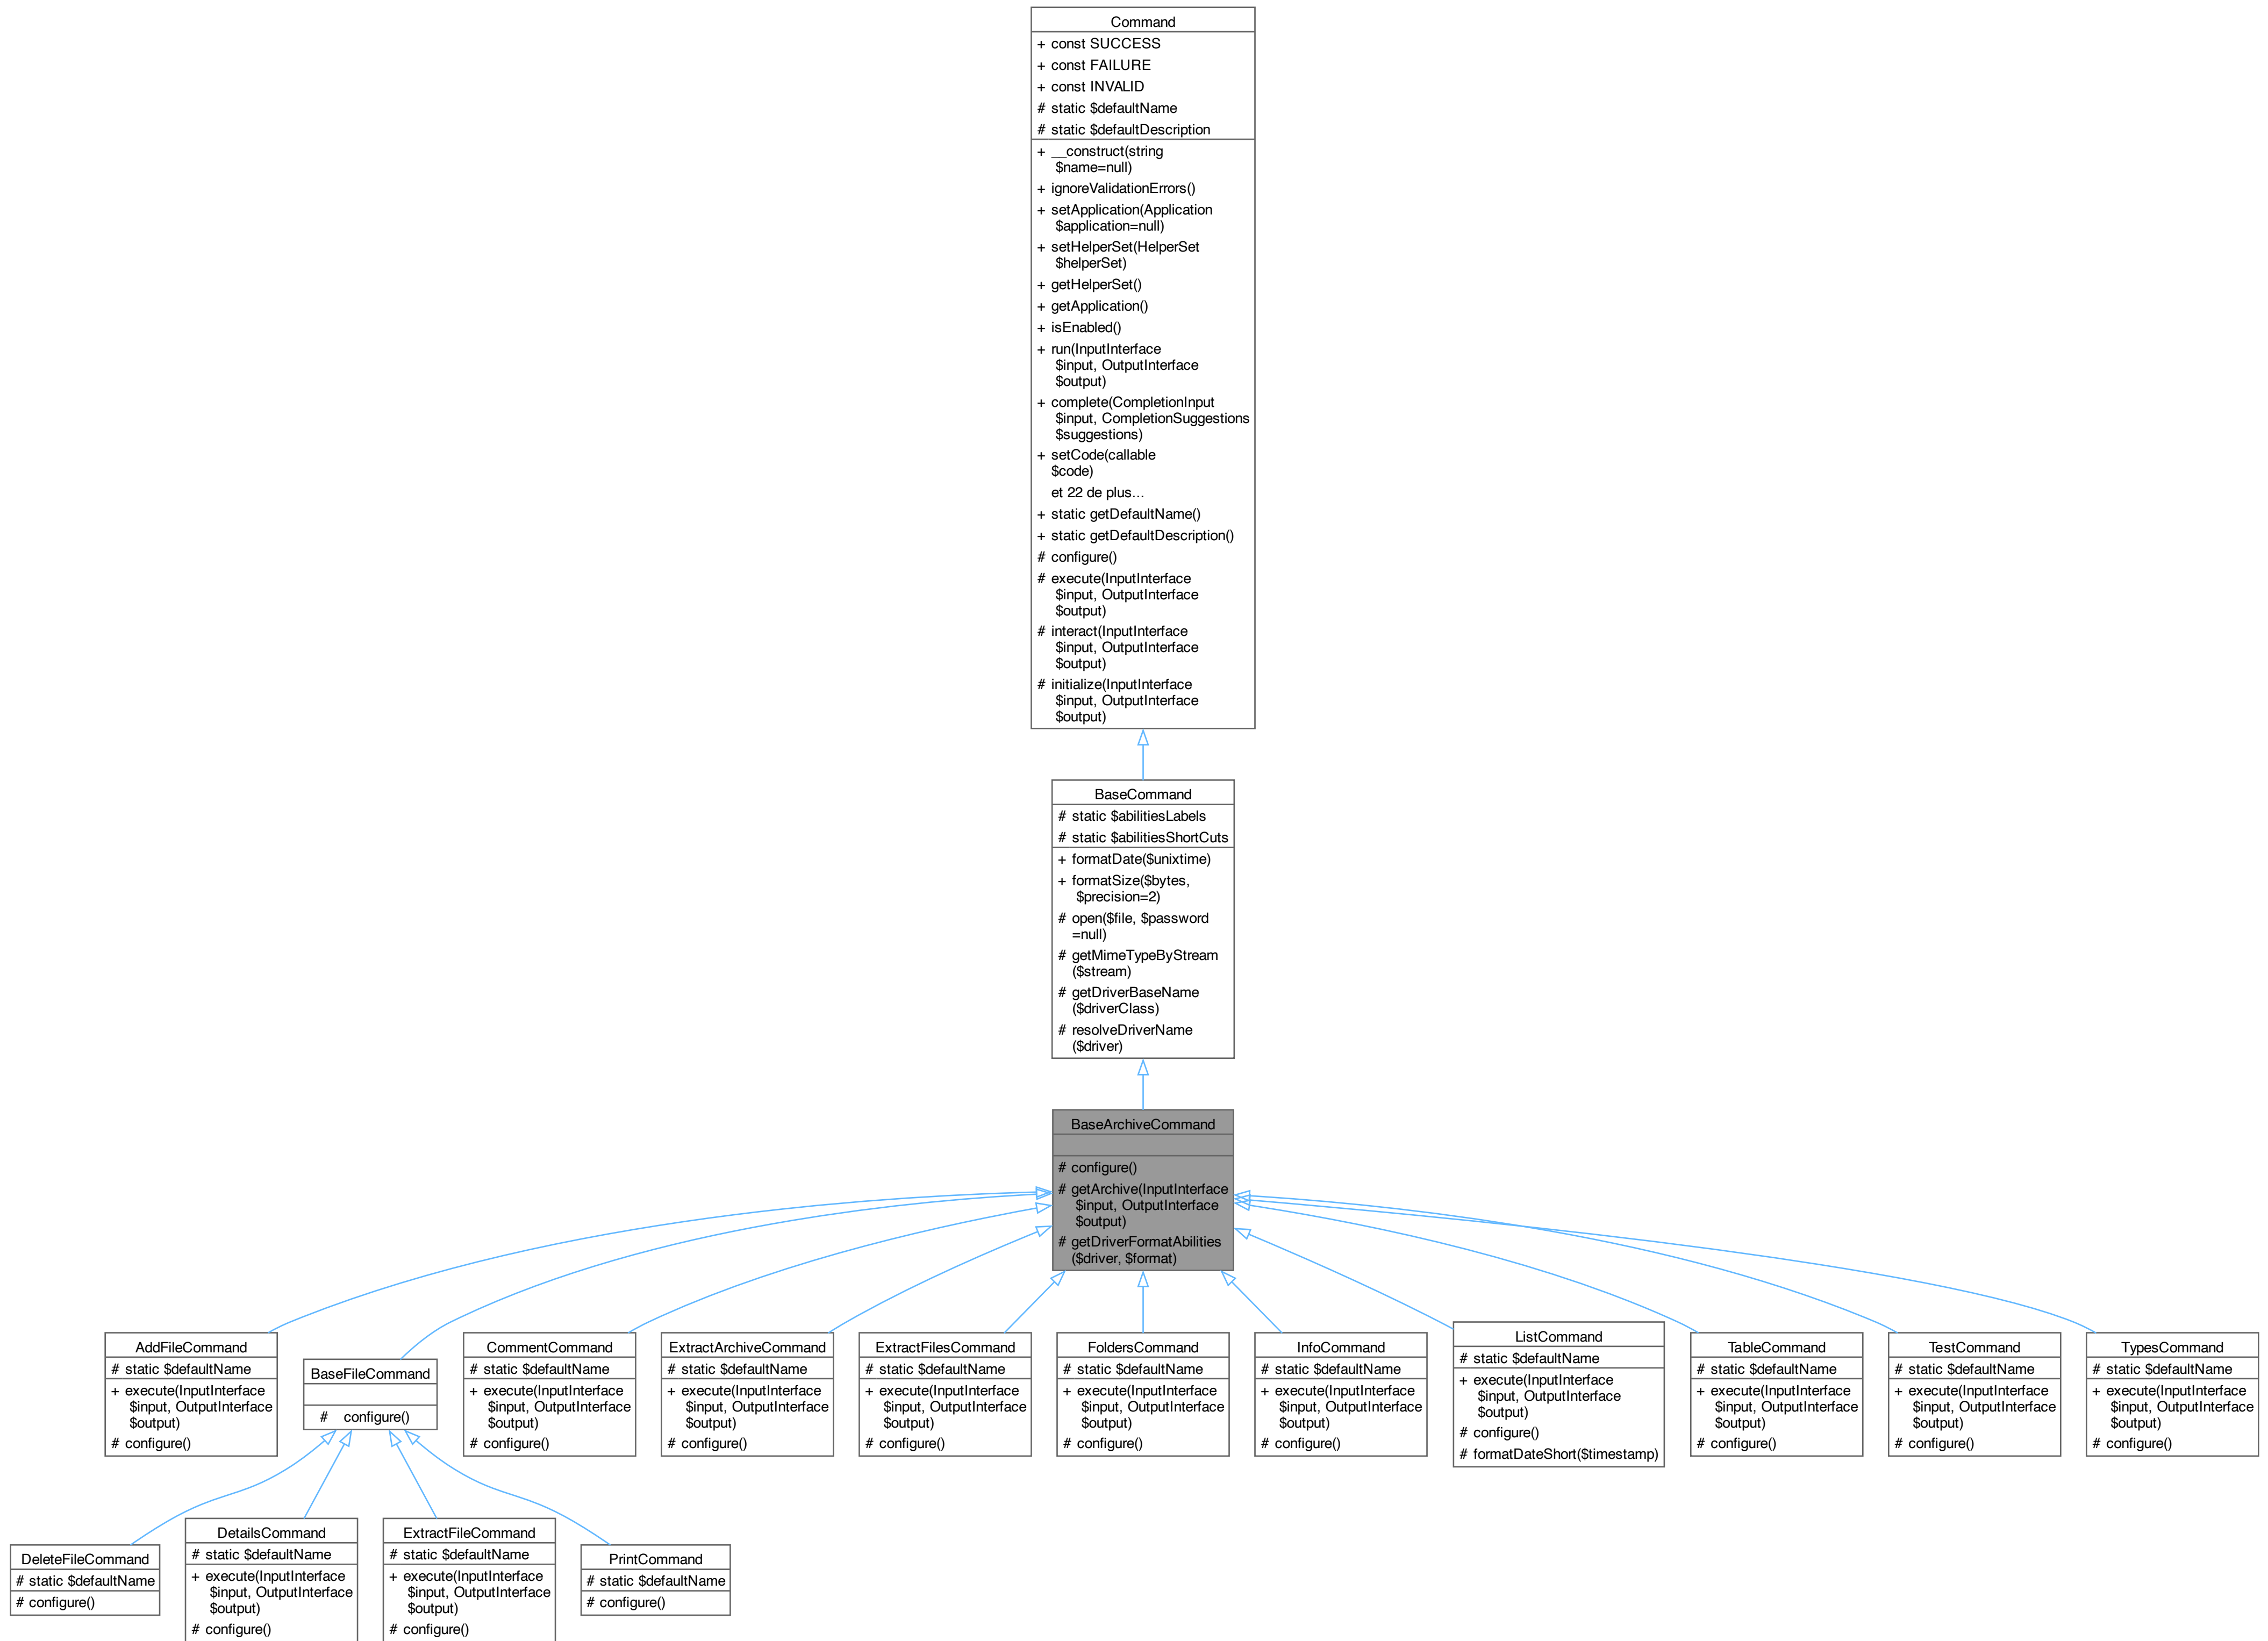 Command
+ const SUCCESS
+ const FAILURE
+ const INVALID
# static $defaultName
# static $defaultDescription
+ __construct(string
$name=null)
+ ignoreValidationErrors()
+ setApplication(Application
$application=null)
+ setHelperSet(HelperSet
$helperSet)
+ getHelperSet()
+ getApplication()
+ isEnabled()
+ run(InputInterface
$input, OutputInterface
$output)
+ complete(CompletionInput
$input, CompletionSuggestions
$suggestions)
+ setCode(callable
$code)
et 22 de plus...
+ static getDefaultName()
+ static getDefaultDescription()
# configure()
# execute(InputInterface
$input, OutputInterface
$output)
# interact(InputInterface
$input, OutputInterface
$output)
# initialize(InputInterface
$input, OutputInterface
$output)
BaseCommand
# static $abilitiesLabels
# static $abilitiesShortCuts
+ formatDate($unixtime)
+ formatSize($bytes,
$precision=2)
# open($file, $password
=null)
# getMimeTypeByStream
($stream)
# getDriverBaseName
($driverClass)
# resolveDriverName
($driver)
BaseArchiveCommand
# configure()
# getArchive(InputInterface
$input, OutputInterface
$output)
# getDriverFormatAbilities
($driver, $format)
AddFileCommand
# static $defaultName
+ execute(InputInterface
$input, OutputInterface
$output)
# configure()
BaseFileCommand
# configure()
CommentCommand
# static $defaultName
+ execute(InputInterface
$input, OutputInterface
$output)
# configure()
ExtractArchiveCommand
# static $defaultName
+ execute(InputInterface
$input, OutputInterface
$output)
# configure()
ExtractFilesCommand
# static $defaultName
+ execute(InputInterface
$input, OutputInterface
$output)
# configure()
FoldersCommand
# static $defaultName
+ execute(InputInterface
$input, OutputInterface
$output)
# configure()
InfoCommand
# static $defaultName
+ execute(InputInterface
$input, OutputInterface
$output)
# configure()
ListCommand
# static $defaultName
+ execute(InputInterface
$input, OutputInterface
$output)
# configure()
# formatDateShort($timestamp)
TableCommand
# static $defaultName
+ execute(InputInterface
$input, OutputInterface
$output)
# configure()
TestCommand
# static $defaultName
+ execute(InputInterface
$input, OutputInterface
$output)
# configure()
TypesCommand
# static $defaultName
+ execute(InputInterface
$input, OutputInterface
$output)
# configure()
DeleteFileCommand
# static $defaultName
# configure()
DetailsCommand
# static $defaultName
+ execute(InputInterface
$input, OutputInterface
$output)
# configure()
ExtractFileCommand
# static $defaultName
+ execute(InputInterface
$input, OutputInterface
$output)
# configure()
PrintCommand
# static $defaultName
# configure()